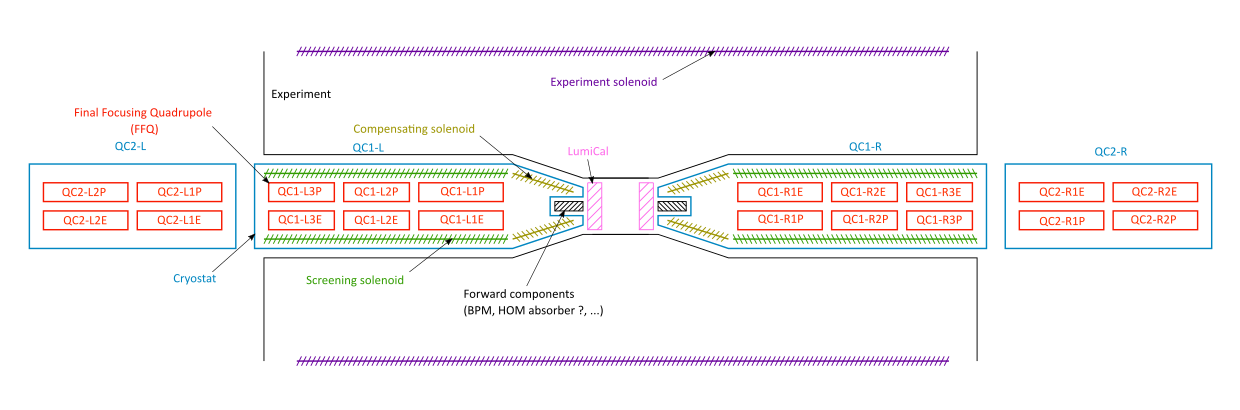 Experiment solenoid
Experiment
Final Focusing Quadrupole
(FFQ)
Compensating solenoid
QC2-L
QC1-L
LumiCal
QC1-R
QC2-R
QC2-L2P
QC2-L1P
QC1-L3P
QC1-L2P
QC1-L1P
QC1-R1E
QC1-R2E
QC1-R3E
QC2-R1E
QC2-R2E
QC2-L2E
QC2-L1E
QC1-L3E
QC1-L2E
QC1-L1E
QC1-R1P
QC1-R2P
QC1-R3P
QC2-R1P
QC2-R2P
Cryostat
Screening solenoid
Forward components
(BPM, HOM absorber ?, ...)